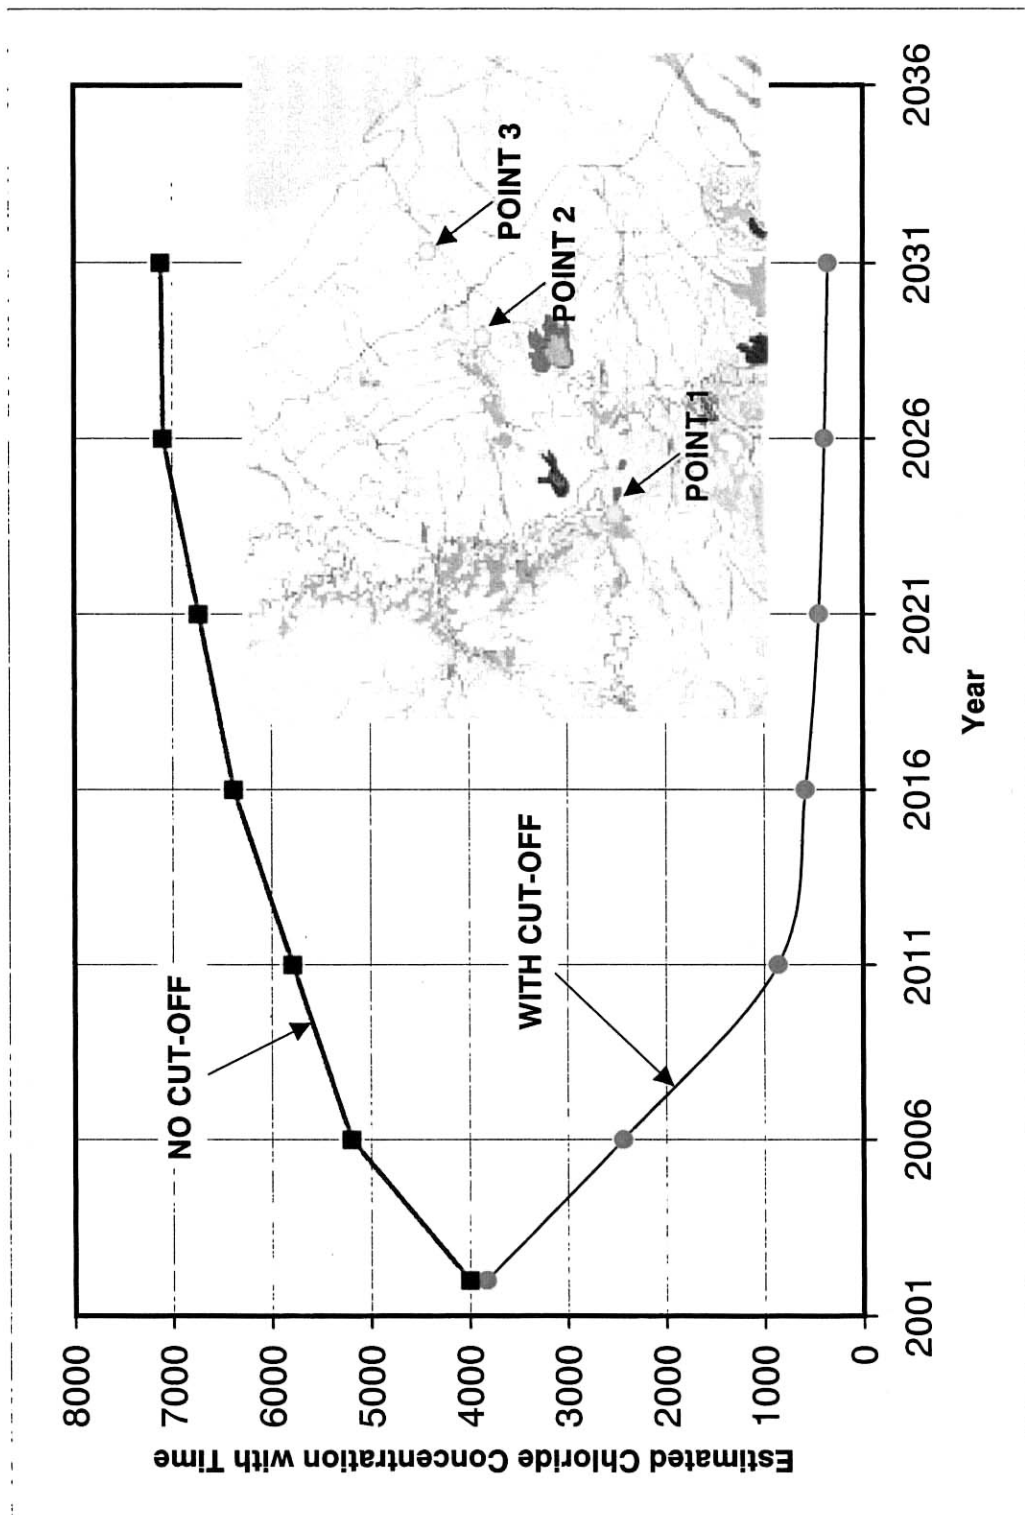 Estimated Chloride Concentration with Time
8000
7000
6000
5000
4000
3000
2000
1000
0
NO CUT-OFF
WITH CUT-OFF
POINT 1
POINT 2
POINT 3
2001
2006
2011
2016
2021
2026
2031
2036
Year